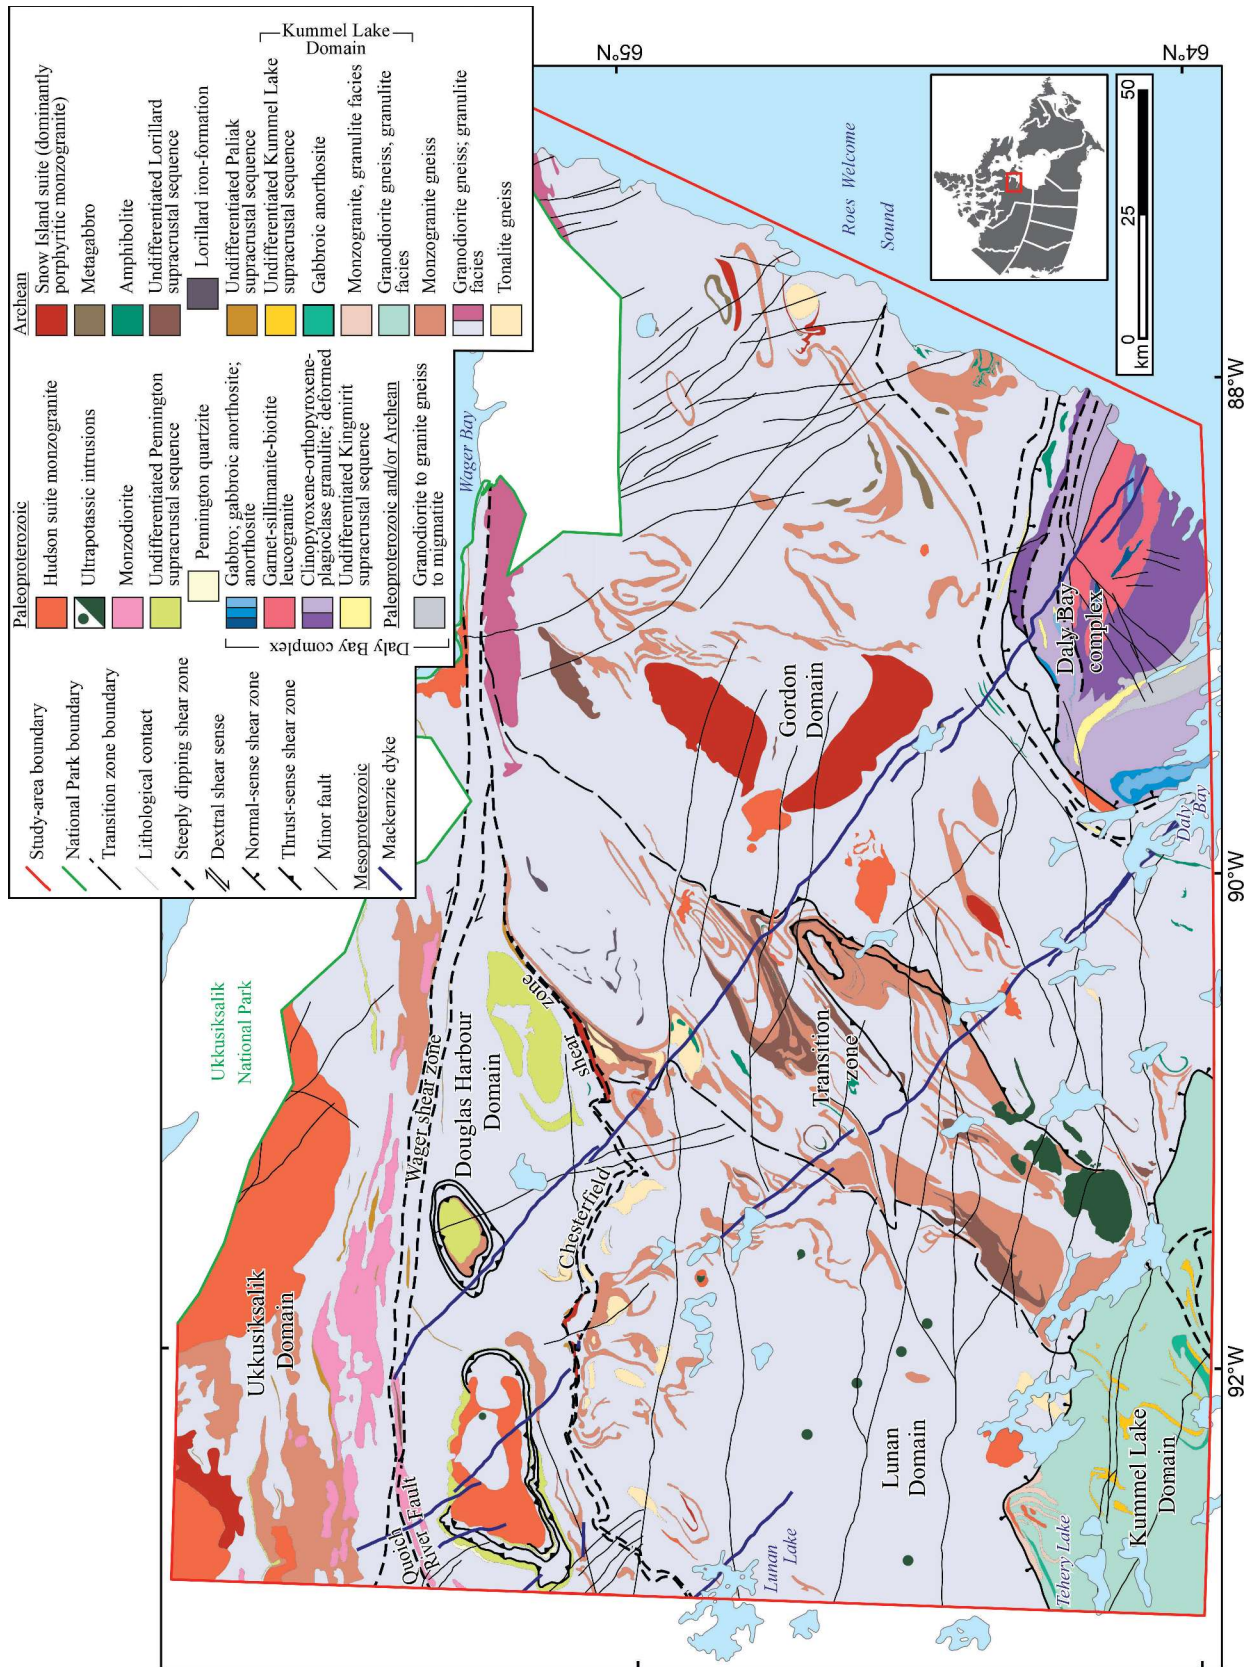 Study-area boundary
National Park boundary
Transition zone boundary
Lithological contact
Steeply dipping shear zone
Dextral shear sense
Normal-sense shear zone
Thrust-sense shear zone
Minor fault
Mesoproterozoic
Mackenzie dyke
Paleoproterozoic
Hudson suite monzogranite
Ultrapotassic intrusions
Monzodiorite
Undifferentiated Pennington
supracrustal sequence
Pennington quartzite
Daly Bay complex
Gabbro; gabbroic anorthosite;
anorthosite
Garnet-sillimanite-biotite
leucogranite
Clinopyroxene-orthopyroxene-
plagioclase granulite; deformed
Undifferentiated Kingmirit
supracrustal sequence
Paleoproterozoic and/or Archean
Granodiorite to granite gneiss
to migmatite
Archean
Snow Island suite (dominantly
porphyritic monzogranite)
Metagabbro
Amphibolite
Undifferentiated Lorillard
supracrustal sequence
Lorillard iron-formation
Kummel Lake
Domain
Undifferentiated Paliak
supracrustal sequence
Undifferentiated Kummel Lake
supracrustal sequence
Gabbroic anorthosite
Monzogranite, granulite facies
Granodiorite gneiss, granulite
facies
Monzogranite gneiss
Granodiorite gneiss; granulite
facies
Tonalite gneiss
65°N
64°N
88°W
90°W
92°W
Ukkusiksalik
National Park
Wager Bay
Roes Welcome
Sound
km 0 25 50
Ukkusiksalik
Domain
Wager shear zone
Douglas Harbour
Domain
Quoich
River Fault
Chesterfield
shear
zone
Gordon
Domain
Transition
zone
Daly Bay
complex
Daly
Bay
Lunan
Domain
Lunan
Lake
Tehery Lake
Kummel Lake
Domain